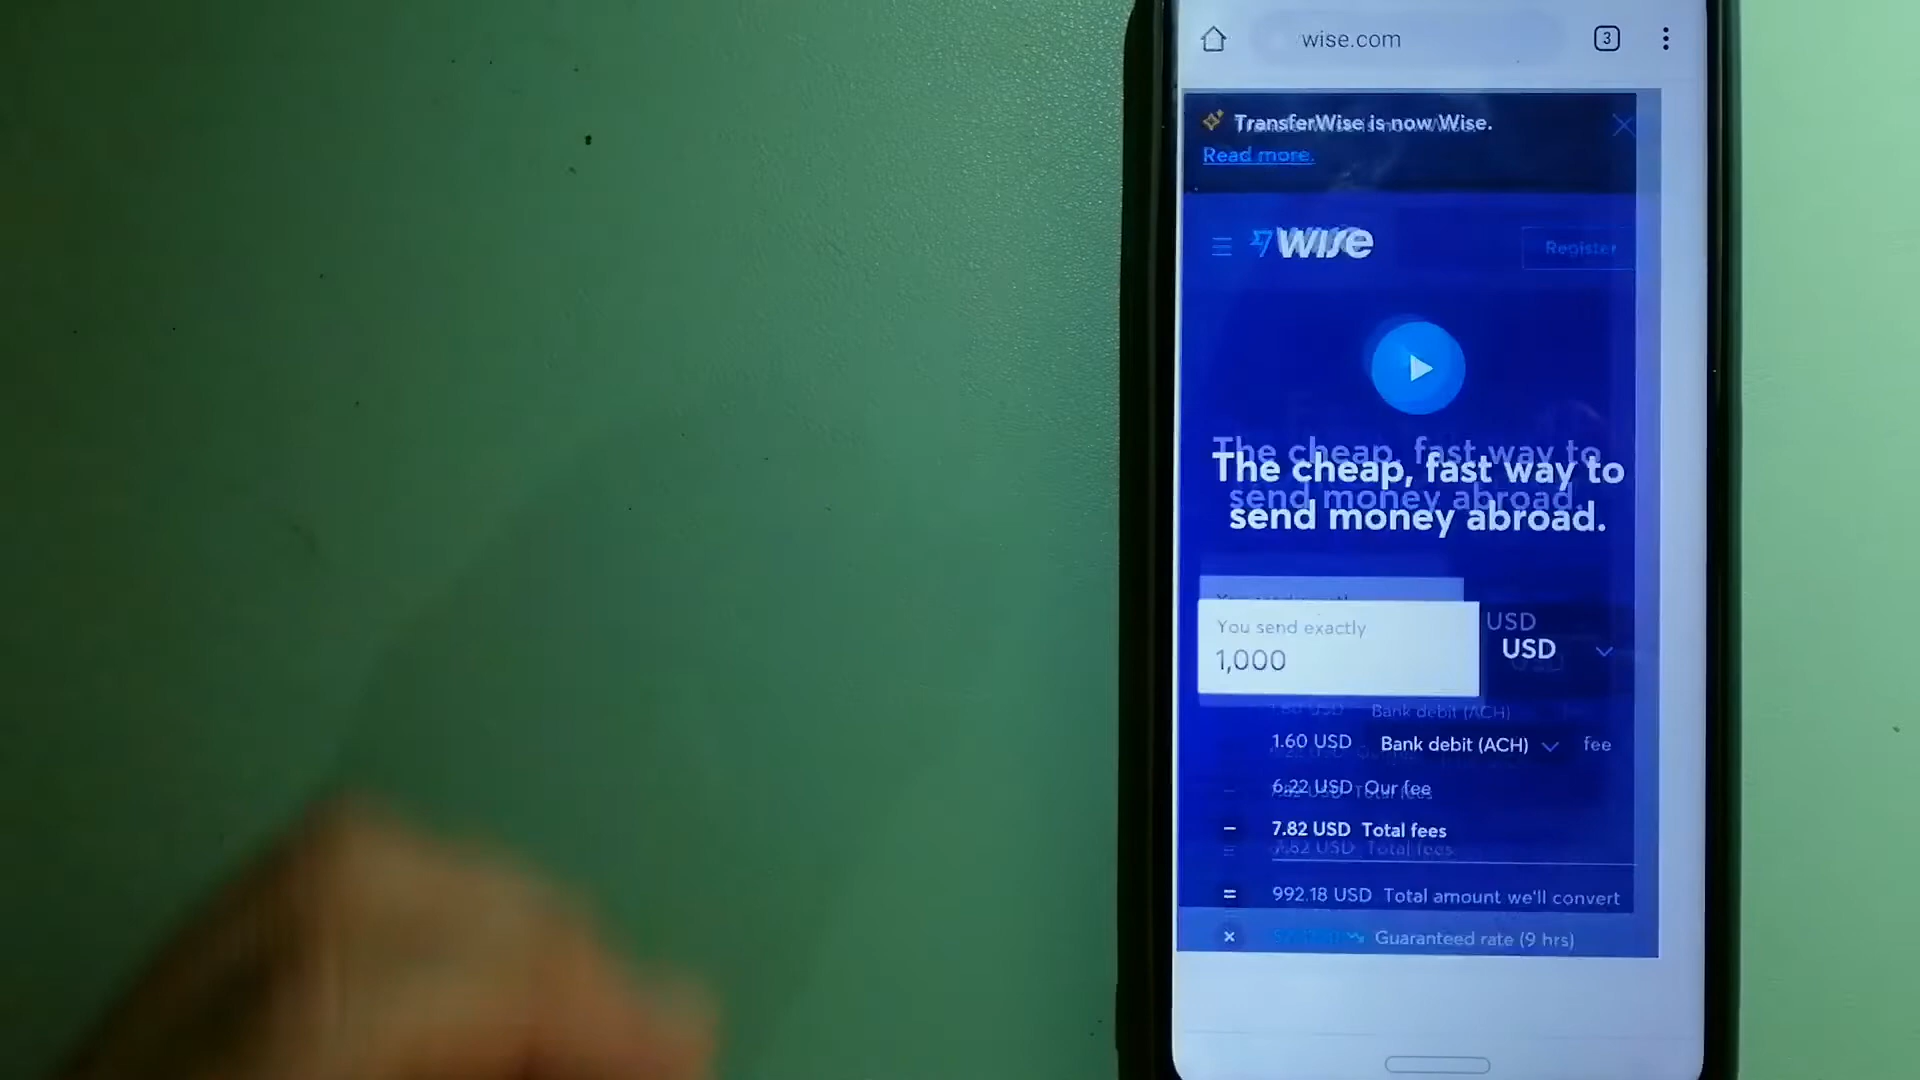 wise.com
3
TransferWise is now Wise.
Read more.
wise
Register
The cheap, fast way to
send money abroad.
You send exactly
1,000
USD
1.60 USD Bank debit (ACH) fee
6.22 USD Our fee
– 7.82 USD Total fees
= 992.18 USD Total amount we'll convert
× Guaranteed rate (9 hrs)